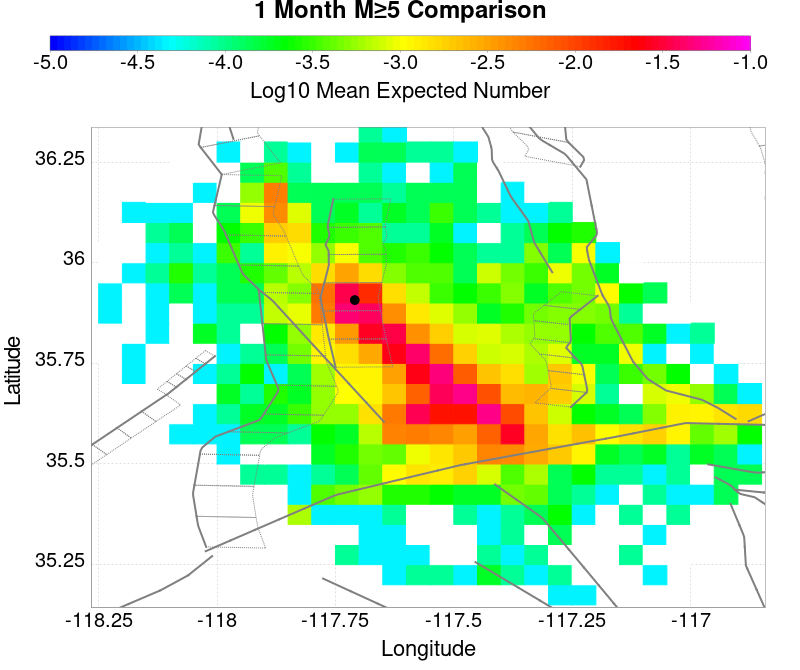 1 Month M≥5 Comparison
-5.0 -4.5 -4.0 -3.5 -3.0 -2.5 -2.0 -1.5 -1.0
Log10 Mean Expected Number
36.25
36
35.75
35.5
35.25
Latitude
-118.25 -118 -117.75 -117.5 -117.25 -117
Longitude